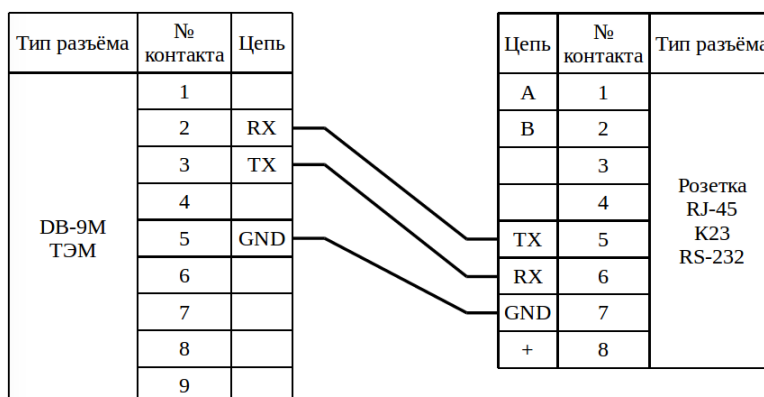 Тип разъёма № контакта Цепь
1
2 RX
3 TX
4
DB-9M ТЭМ
5 GND
6
7
8
9
Цепь № контакта Тип разъёма
A 1
B 2
3
4
Розетка
RJ-45
К23
RS-232
TX 5
RX 6
GND 7
+ 8